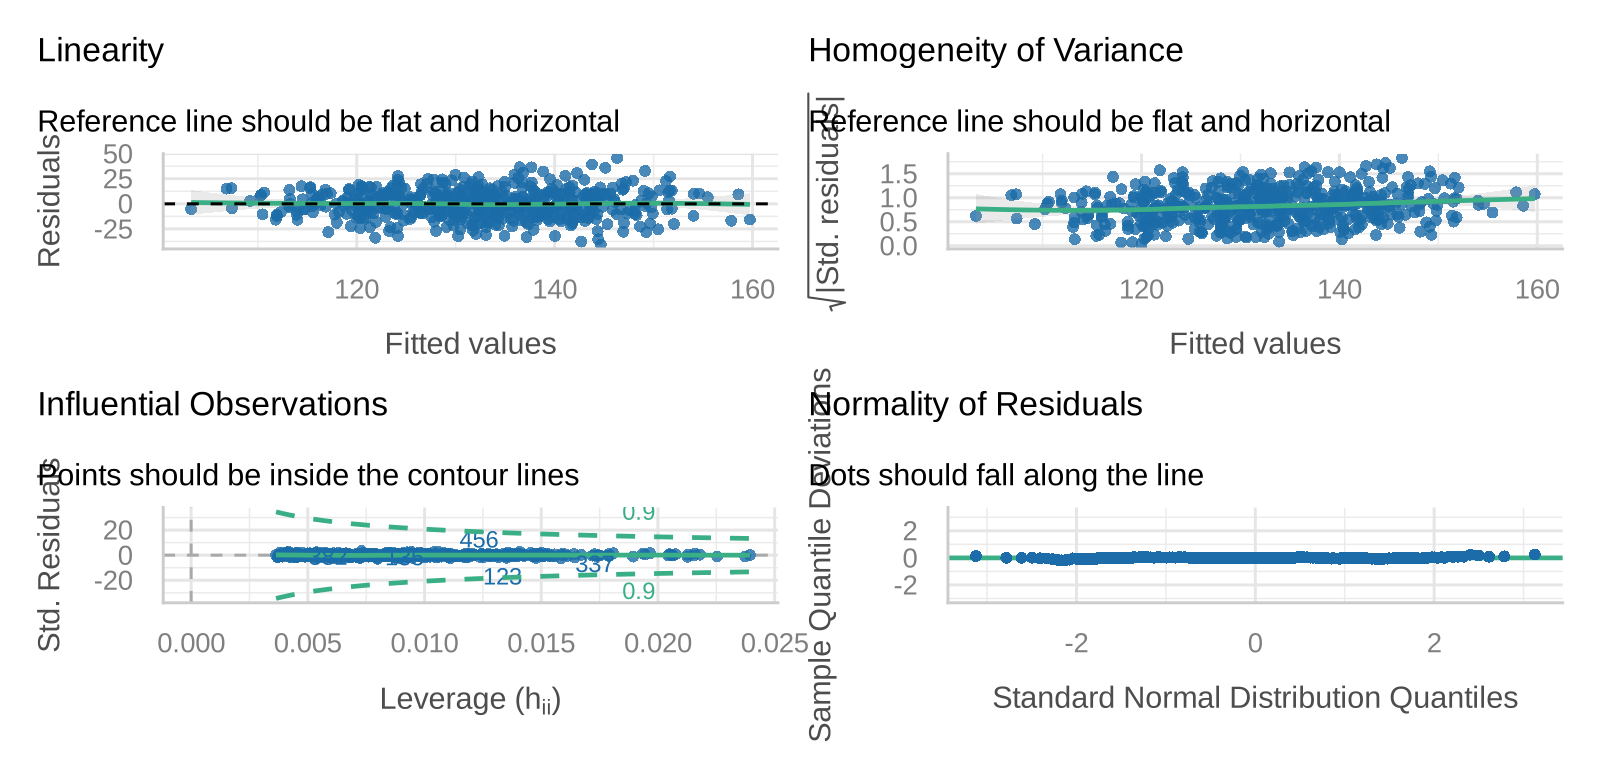 Linearity
Reference line should be flat and horizontal
Residuals
50
25
0
-25
120
140
160
Fitted values
Homogeneity of Variance
Reference line should be flat and horizontal
√|Std. residuals|
1.5
1.0
0.5
0.0
120
140
160
Fitted values
Influential Observations
Points should be inside the contour lines
Std. Residuals
20
0
-20
0.9
456
337
123
0.9
0.000
0.005
0.010
0.015
0.020
0.025
Leverage (hii)
Normality of Residuals
Dots should fall along the line
Sample Quantile Deviations
2
0
-2
-2
0
2
Standard Normal Distribution Quantiles